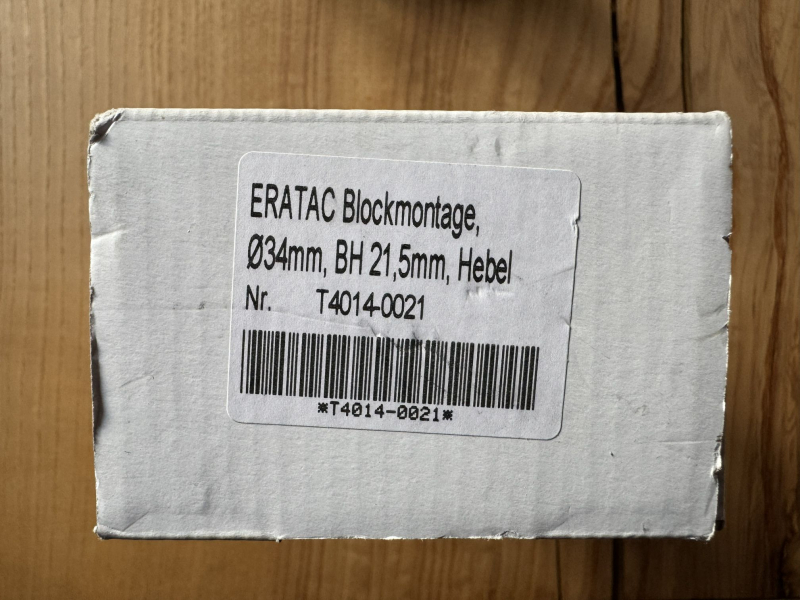 ERATAC Blockmontage,
Ø34mm, BH 21,5mm, Hebel
Nr. T4014-0021
*T4014-0021*